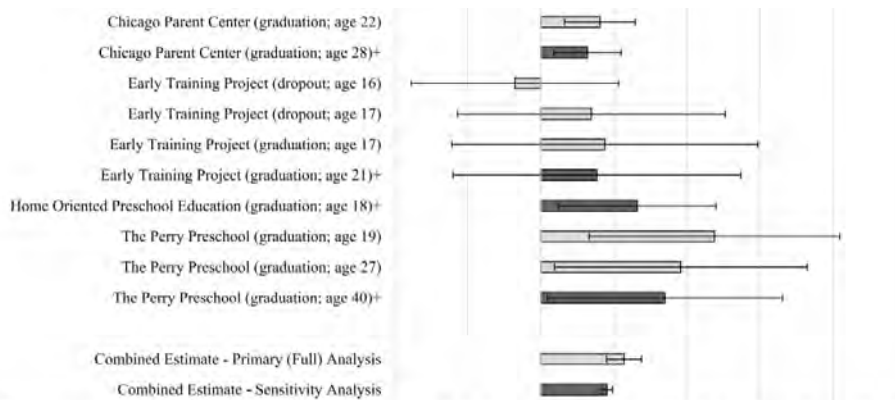 Chicago Parent Center (graduation; age 22)
Chicago Parent Center (graduation; age 28)+
Early Training Project (dropout; age 16)
Early Training Project (dropout; age 17)
Early Training Project (graduation; age 17)
Early Training Project (graduation; age 21)+
Home Oriented Preschool Education (graduation; age 18)+
The Perry Preschool (graduation; age 19)
The Perry Preschool (graduation; age 27)
The Perry Preschool (graduation; age 40)+
Combined Estimate - Primary (Full) Analysis
Combined Estimate - Sensitivity Analysis